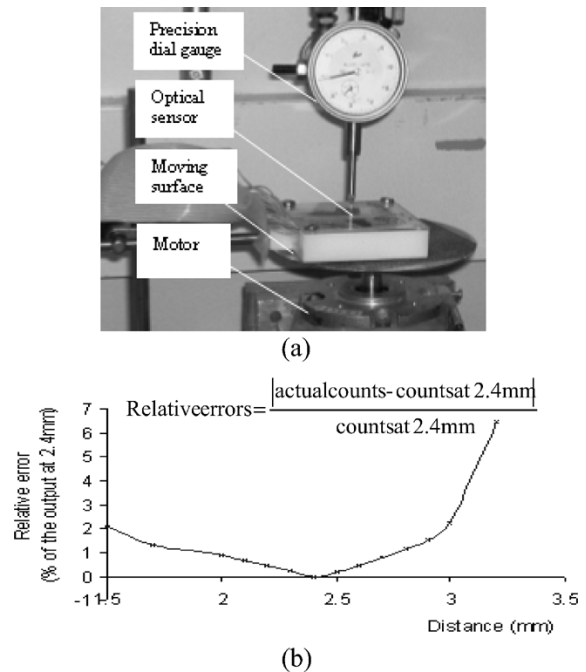 Precision
dial gauge
Optical
sensor
Moving
surface
Motor
(a)
Relativeerrors=
|actualcounts-countsat 2.4mm|
countsat 2.4mm
Relative error
(% of the output at 2.4mm)
7
6
5
4
3
2
1
0
-1
1.5
2
2.5
3
3.5
Distance (mm)
(b)